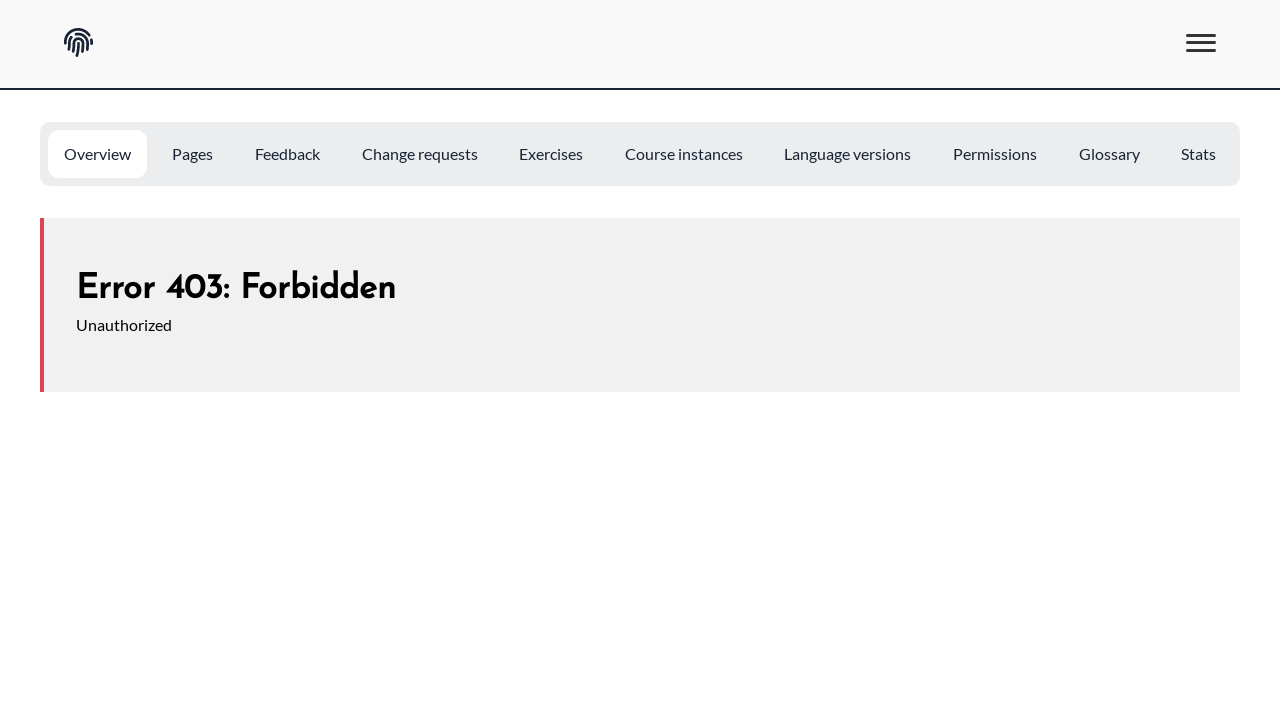 Overview Pages Feedback Change requests Exercises Course instances Language versions Permissions Glossary Stats
Error 403: Forbidden
Unauthorized